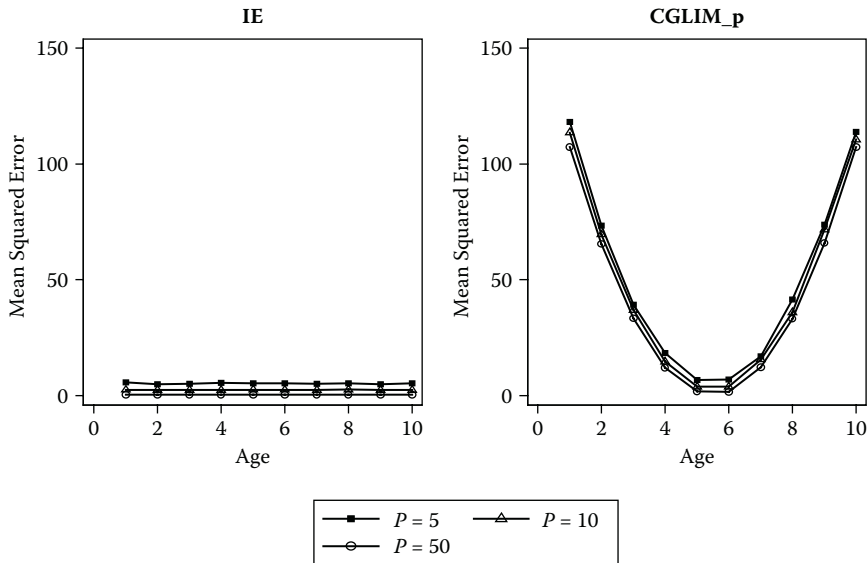 IE
150
100
50
0
Mean Squared Error
0 2 4 6 8 10
Age
CGLIM_p
150
100
50
0
Mean Squared Error
0 2 4 6 8 10
Age
P = 5 P = 10
P = 50